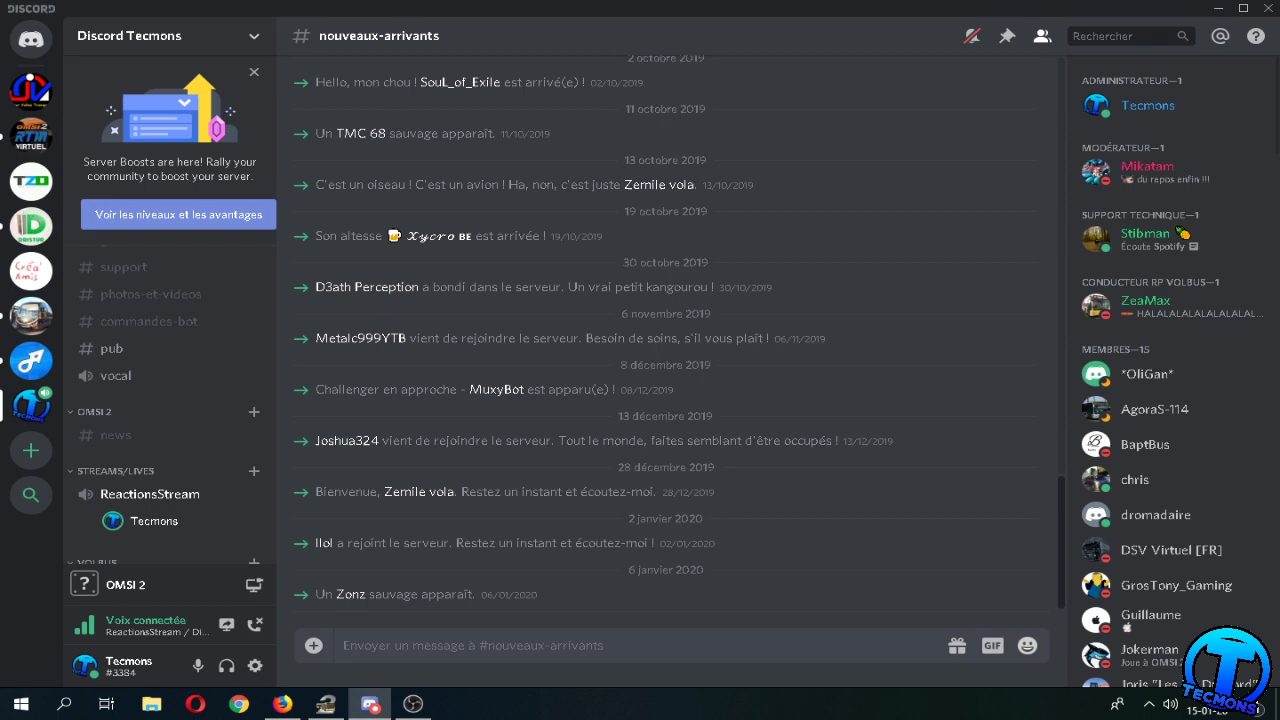 DISCORD
Discord Tecmons
Server Boosts are here! Rally your
community to boost your server.
Voir les niveaux et les avantages
# support
# photos-et-videos
# commandes-bot
# pub
vocal
OMSI 2
# news
STREAMS/LIVES
ReactionsStream
Tecmons
VOLBUS
OMSI 2
Voix connectée
ReactionsStream / Di...
Tecmons
#3384
OMSI 2
RTM
VIRTUEL
TZO
D
DRISTOR
Créa'
Amis
TECMONS
# nouveaux-arrivants
Rechercher
2 octobre 2019
Hello, mon chou ! SouL_of_Exile est arrivé(e) ! 02/10/2019
11 octobre 2019
Un TMC 68 sauvage apparaît. 11/10/2019
13 octobre 2019
C'est un oiseau ! C'est un avion ! Ha, non, c'est juste Zemile vola. 13/10/2019
19 octobre 2019
Son altesse 🍺 𝓧𝔂𝓬𝓻𝓸 ʙᴇ est arrivée ! 19/10/2019
30 octobre 2019
D3ath Perception a bondi dans le serveur. Un vrai petit kangourou ! 30/10/2019
6 novembre 2019
Metalc999YTB vient de rejoindre le serveur. Besoin de soins, s'il vous plaît ! 06/11/2019
8 décembre 2019
Challenger en approche - MuxyBot est apparu(e) ! 08/12/2019
13 décembre 2019
Joshua324 vient de rejoindre le serveur. Tout le monde, faites semblant d'être occupés ! 13/12/2019
28 décembre 2019
Bienvenue, Zemile vola. Restez un instant et écoutez-moi. 28/12/2019
2 janvier 2020
llol a rejoint le serveur. Restez un instant et écoutez-moi ! 02/01/2020
6 janvier 2020
Un Zonz sauvage apparaît. 06/01/2020
Envoyer un message à #nouveaux-arrivants
GIF
ADMINISTRATEUR—1
Tecmons
MODÉRATEUR—1
Mikatam
🕊 du repos enfin !!!
SUPPORT TECHNIQUE—1
Stibman
Écoute Spotify
CONDUCTEUR RP VOLBUS—1
ZeaMax
HALALALALALALALAL...
MEMBRES—15
*OliGan*
AgoraS-114
BaptBus
chris
dromadaire
DSV Virtuel [FR]
GrosTony_Gaming
Guillaume
Jokerman
Joue à OMSI
TECMONS